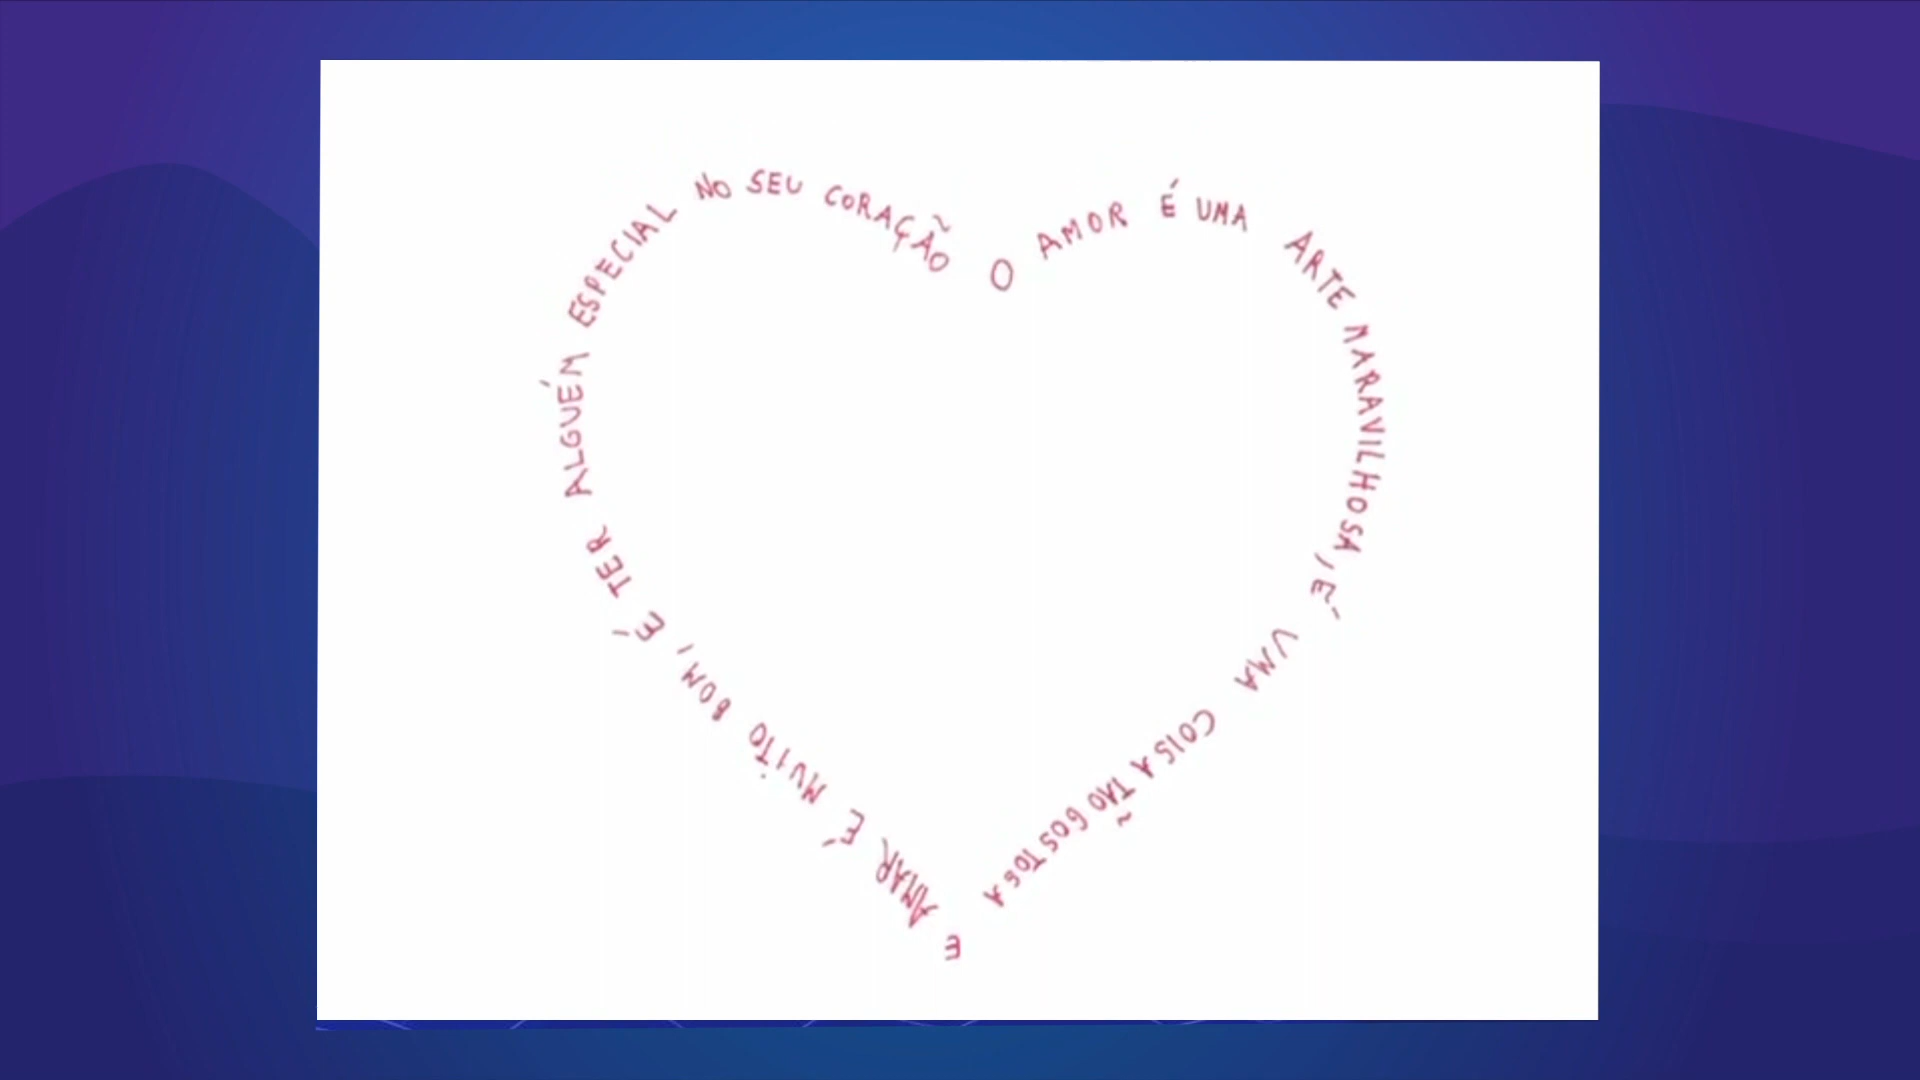 O AMOR É UMA ARTE MARAVILHOSA, É UMA COISA TÃO GOSTOSA E AMAR É MUITO BOM, É TER ALGUÉM ESPECIAL NO SEU CORAÇÃO